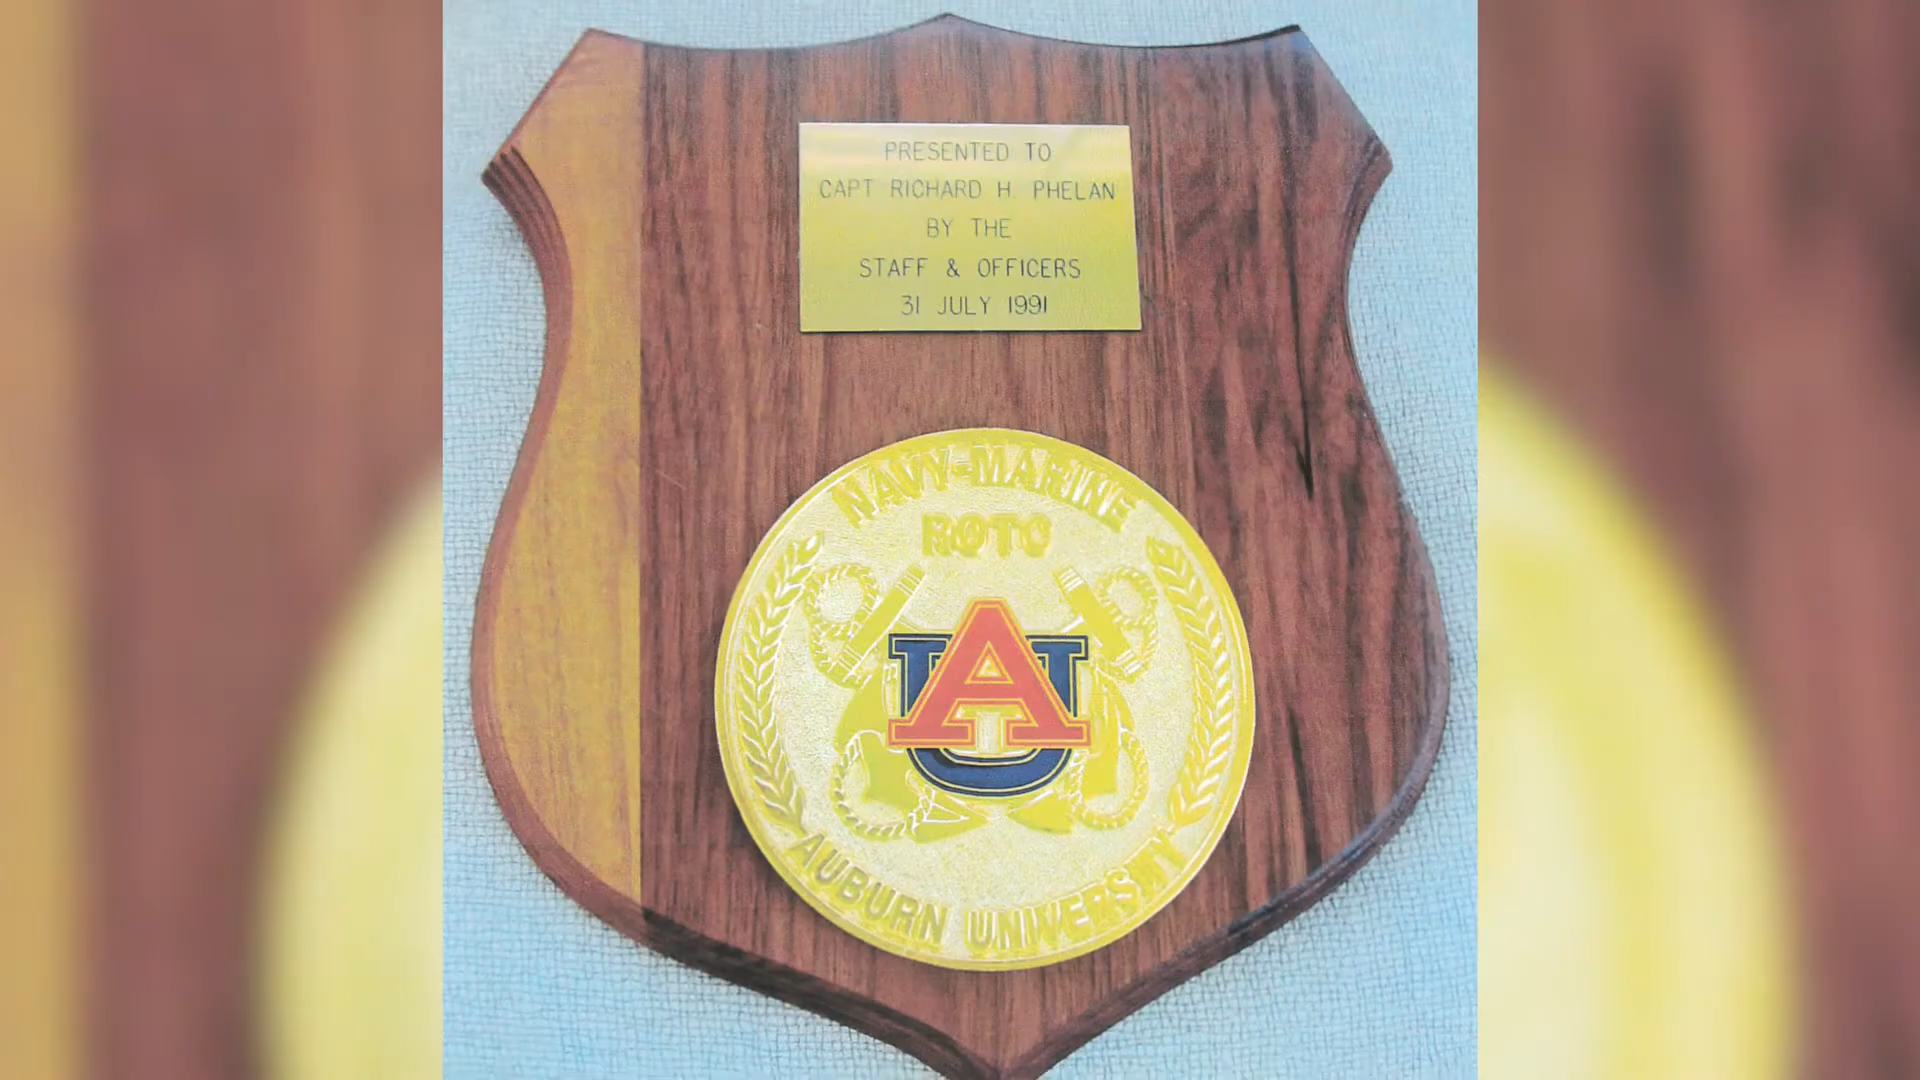 PRESENTED TO
CAPT RICHARD H. PHELAN
BY THE
STAFF & OFFICERS
31 JULY 1991
NAVY-MARINE
ROTC
AU
AUBURN UNIVERSITY